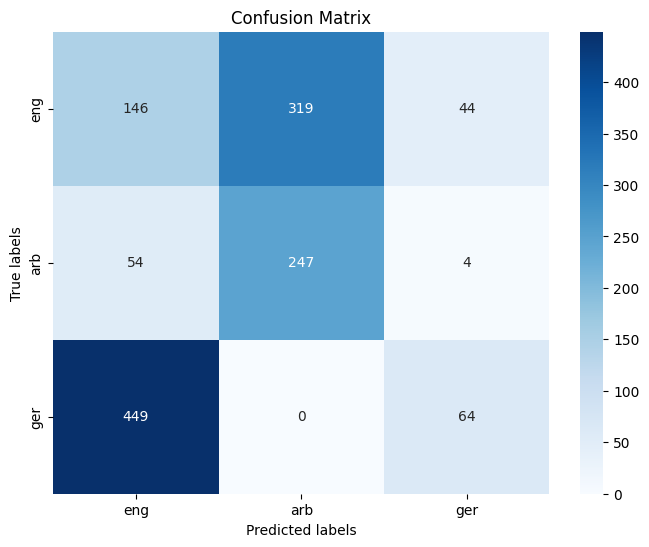 Confusion Matrix
eng 146 319 44
arb 54 247 4
ger 449 0 64
eng arb ger
True labels
Predicted labels
400
350
300
250
200
150
100
50
0